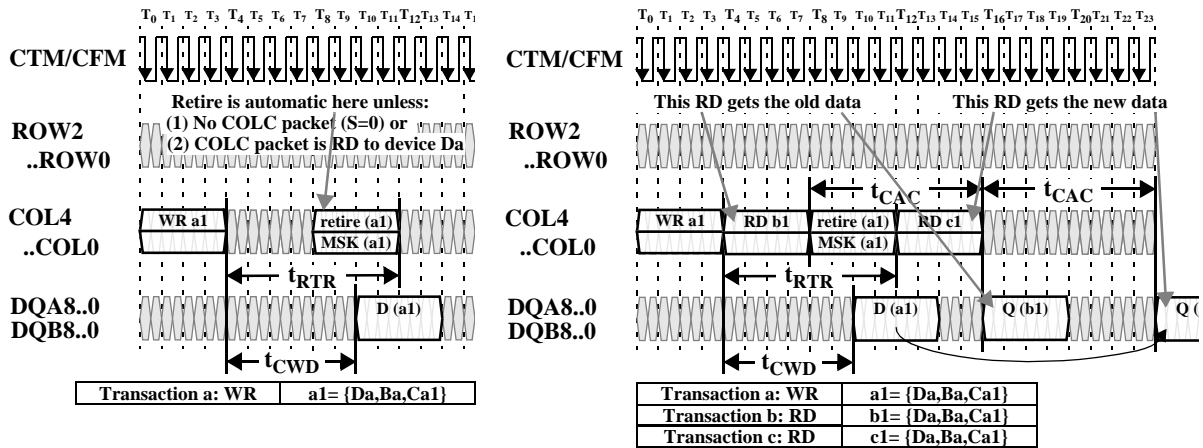 T0 T1 T2 T3 T4 T5 T6 T7 T8 T9 T10 T11 T12 T13 T14 T1
CTM/CFM
Retire is automatic here unless:
(1) No COLC packet (S=0) or
(2) COLC packet is RD to device Da
ROW2
..ROW0
COL4
..COL0
WR a1
retire (a1)
MSK (a1)
tRTR
DQA8..0
DQB8..0
D (a1)
tCWD
Transaction a: WR a1= {Da,Ba,Ca1}
T0 T1 T2 T3 T4 T5 T6 T7 T8 T9 T10 T11 T12 T13 T14 T15 T16 T17 T18 T19 T20 T21 T22 T23
CTM/CFM
This RD gets the old data
This RD gets the new data
ROW2
..ROW0
tCAC
tCAC
COL4
..COL0
WR a1
RD b1
retire (a1)
MSK (a1)
RD c1
tRTR
DQA8..0
DQB8..0
D (a1)
Q (b1)
Q (
tCWD
Transaction a: WR a1= {Da,Ba,Ca1}
Transaction b: RD b1= {Da,Ba,Ca1}
Transaction c: RD c1= {Da,Ba,Ca1}